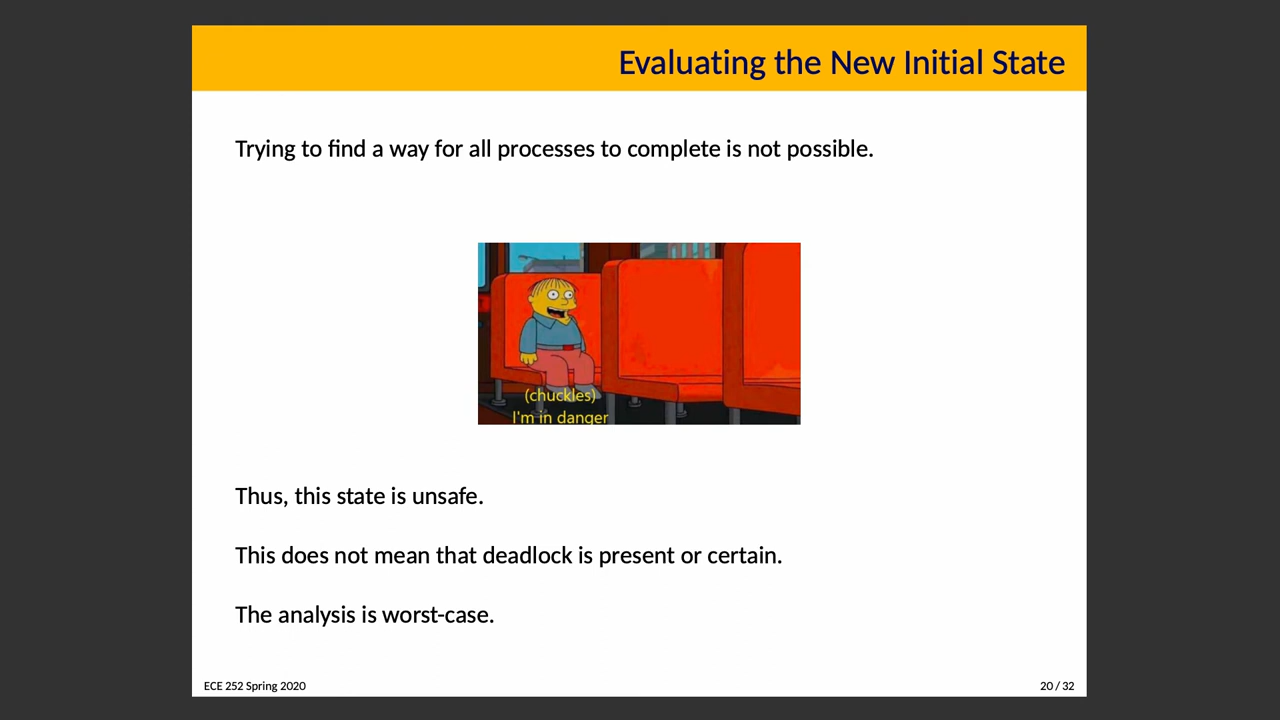 Evaluating the New Initial State
Trying to find a way for all processes to complete is not possible.
(chuckles)
I'm in danger
Thus, this state is unsafe.
This does not mean that deadlock is present or certain.
The analysis is worst-case.
ECE 252 Spring 2020
20 / 32